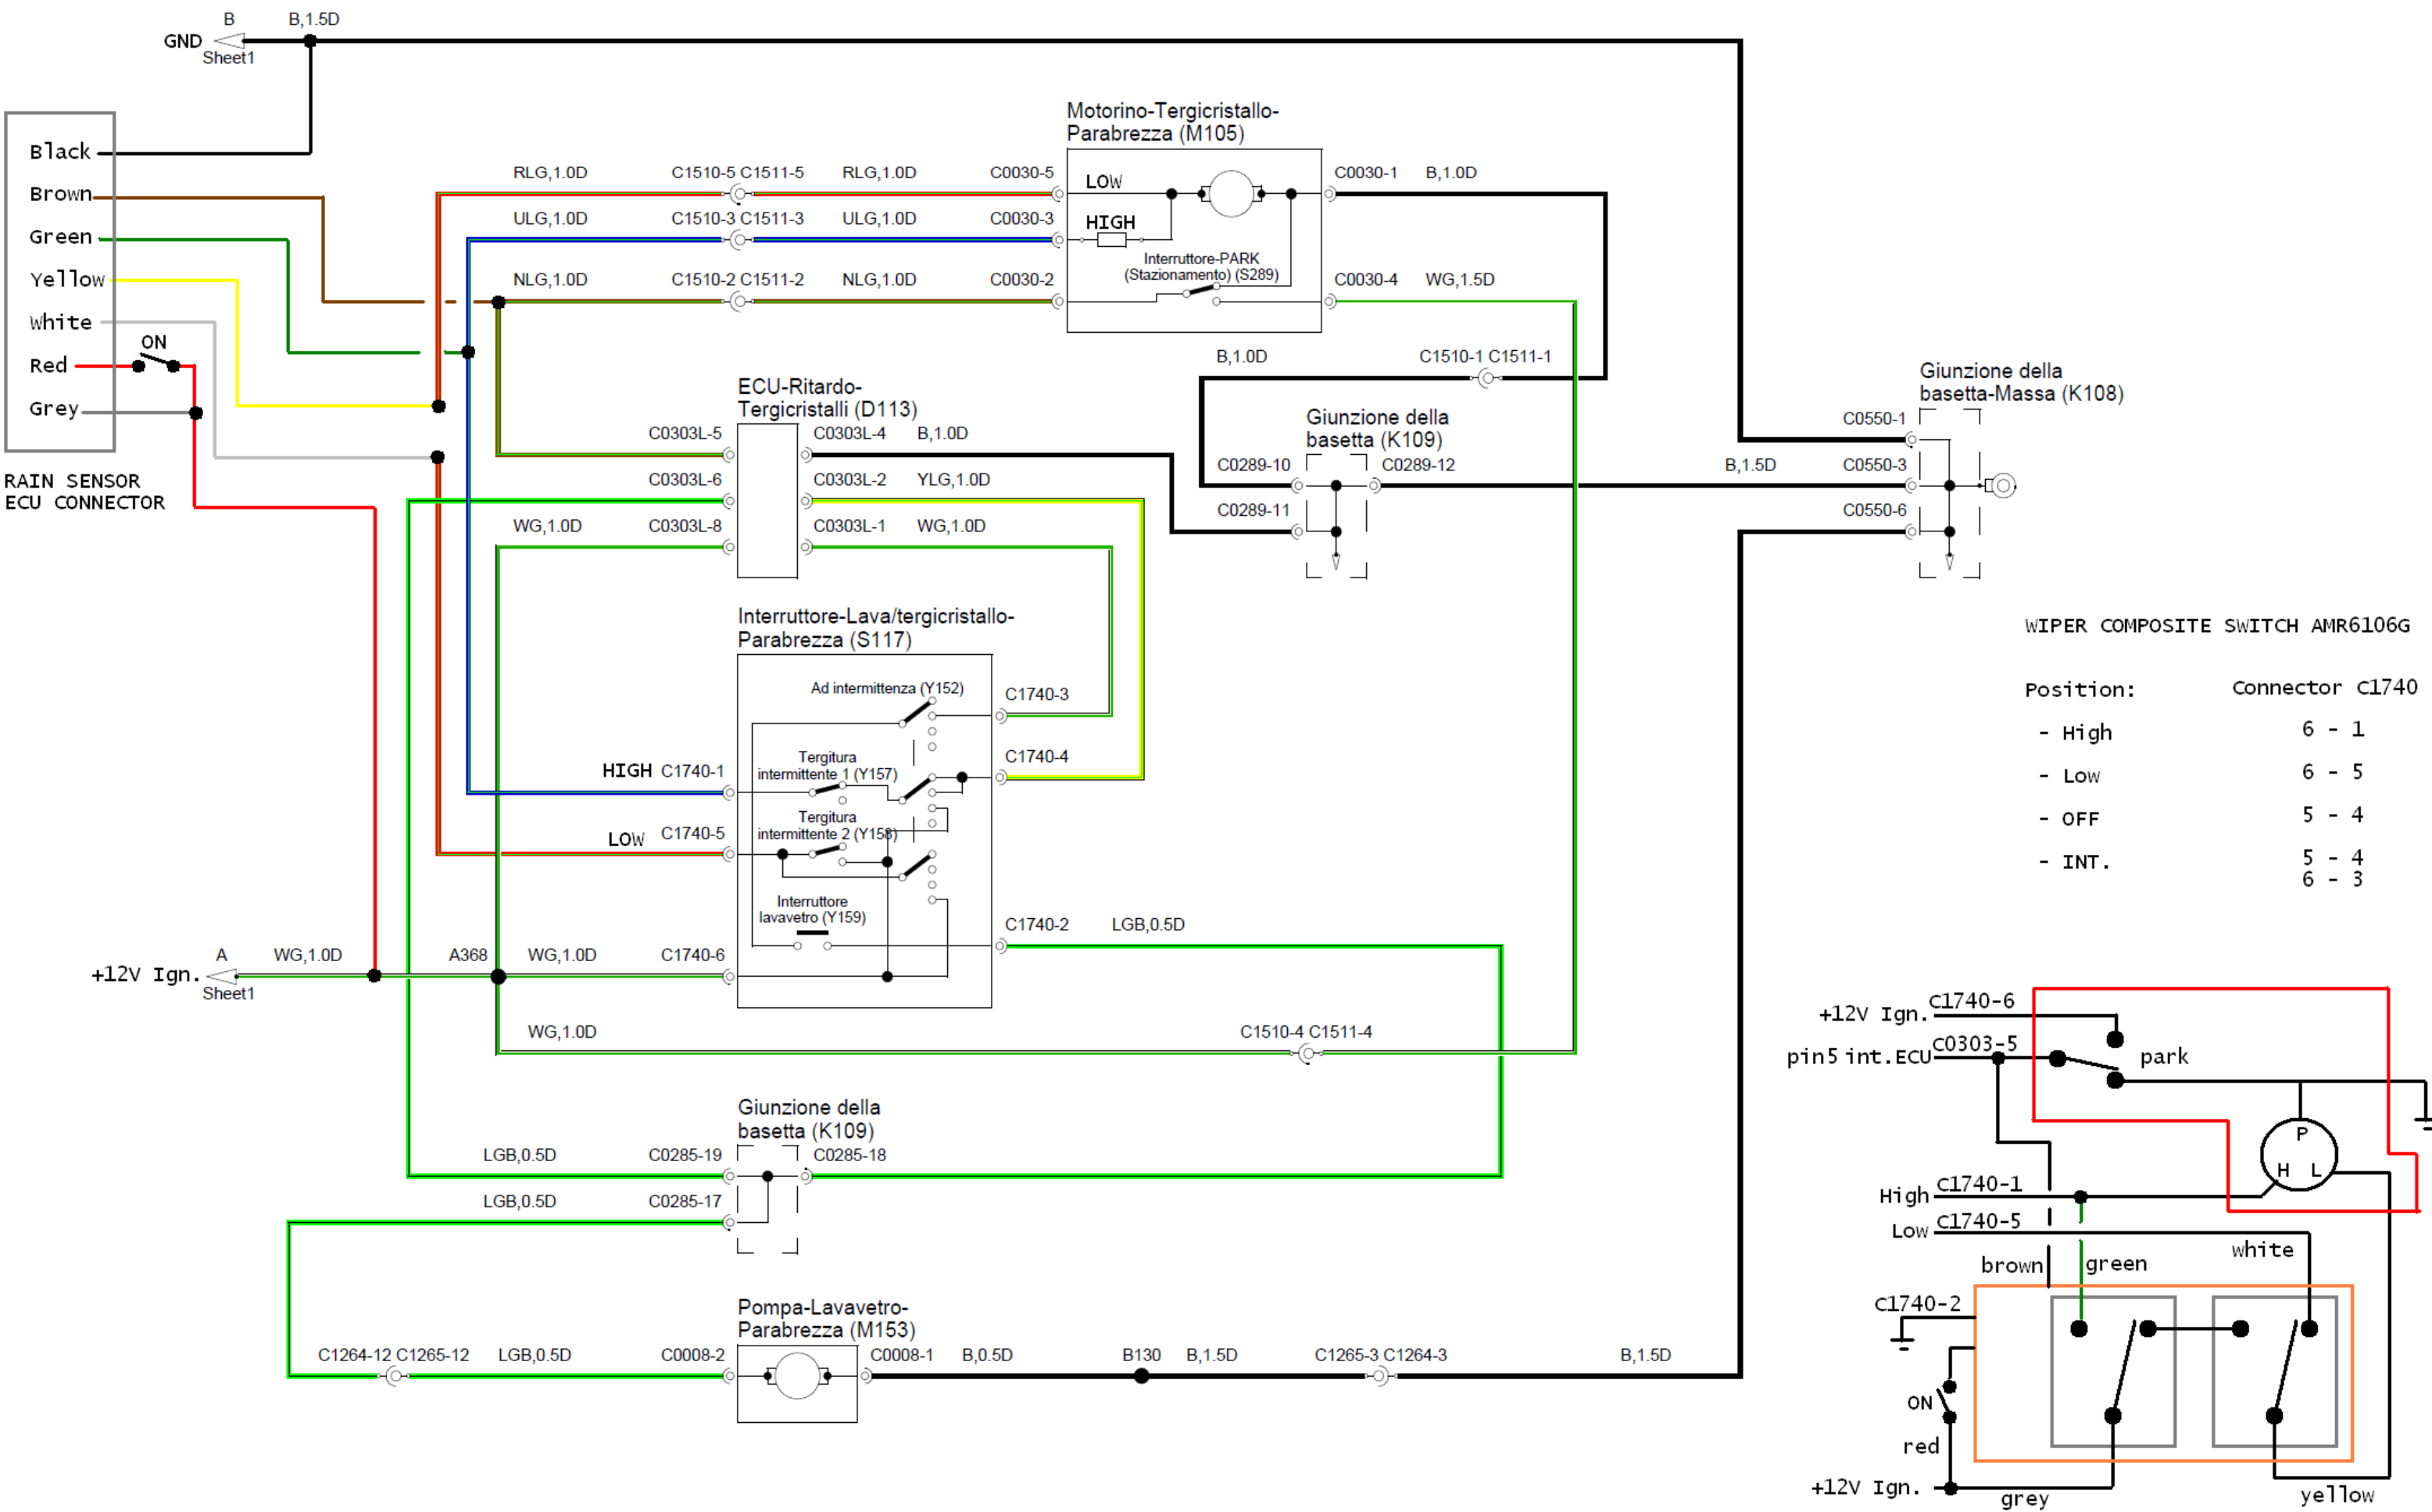 B B,1.5D
GND
Sheet1
Black
Brown
Green
Yellow
White
ON
Red
Grey
RAIN SENSOR
ECU CONNECTOR
Motorino-Tergicristallo-
Parabrezza (M105)
RLG,1.0D C1510-5 C1511-5 RLG,1.0D C0030-5 LOW C0030-1 B,1.0D
ULG,1.0D C1510-3 C1511-3 ULG,1.0D C0030-3 HIGH
Interruttore-PARK
(Stazionamento) (S289)
NLG,1.0D C1510-2 C1511-2 NLG,1.0D C0030-2 C0030-4 WG,1.5D
B,1.0D C1510-1 C1511-1
ECU-Ritardo-
Tergicristalli (D113)
C0303L-5 C0303L-4 B,1.0D
C0303L-6 C0303L-2 YLG,1.0D
WG,1.0D C0303L-8 C0303L-1 WG,1.0D
Giunzione della
basetta (K109)
C0289-10 C0289-12 B,1.5D
C0289-11
Giunzione della
basetta-Massa (K108)
C0550-1
C0550-3
C0550-6
Interruttore-Lava/tergicristallo-
Parabrezza (S117)
Ad intermittenza (Y152) C1740-3
Tergitura
intermittente 1 (Y157)
HIGH C1740-1 C1740-4
Tergitura
intermittente 2 (Y158)
LOW C1740-5
Interruttore
lavavetro (Y159)
C1740-2 LGB,0.5D
A WG,1.0D A368 WG,1.0D C1740-6
+12V Ign.
Sheet1
WG,1.0D C1510-4 C1511-4
Giunzione della
basetta (K109)
LGB,0.5D C0285-19 C0285-18
LGB,0.5D C0285-17
Pompa-Lavavetro-
Parabrezza (M153)
C1264-12 C1265-12 LGB,0.5D C0008-2 C0008-1 B,0.5D B130 B,1.5D C1265-3 C1264-3 B,1.5D
WIPER COMPOSITE SWITCH AMR6106G
Position: Connector C1740
- High 6 - 1
- Low 6 - 5
- OFF 5 - 4
- INT. 5 - 4
6 - 3
+12V Ign. C1740-6
pin5 int.ECU C0303-5 park
P
H L
High C1740-1
Low C1740-5
white
brown green
C1740-2
ON
red
+12V Ign.
grey yellow